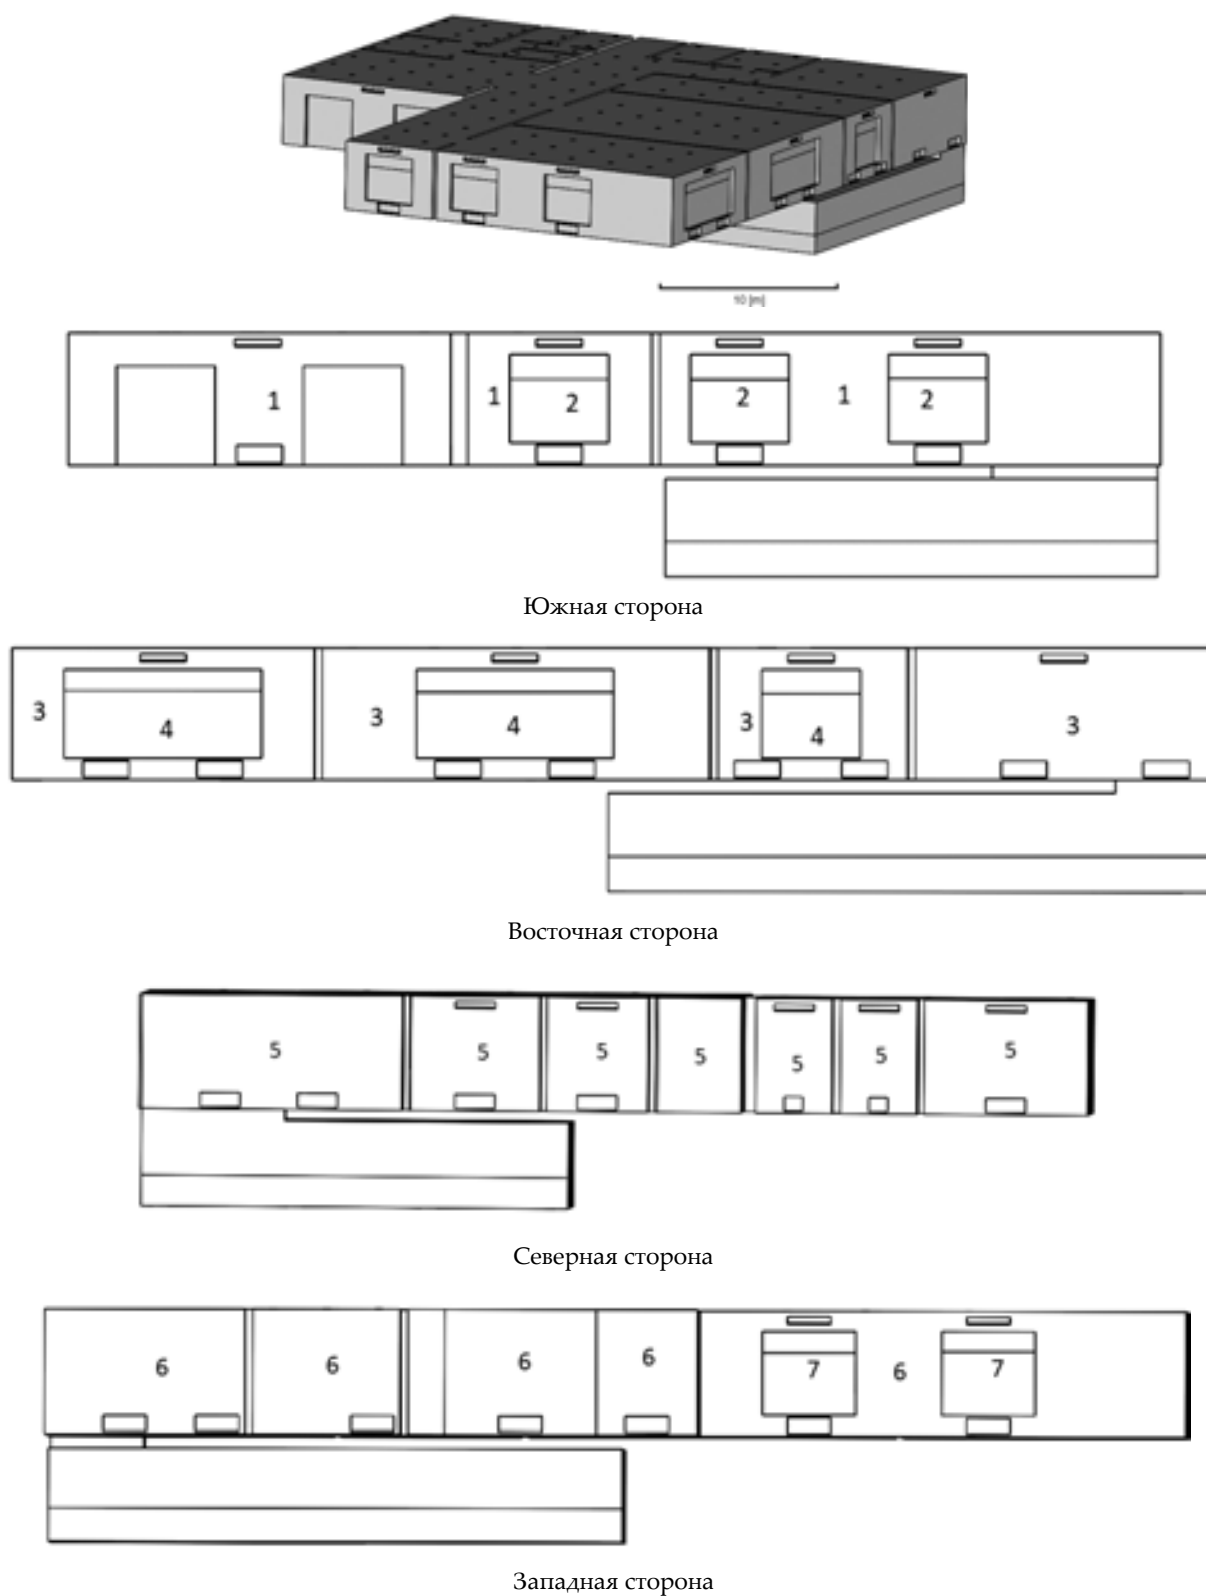 10 [m]
1 1 2 2 1 2
Южная сторона
3 4 3 4 3 4 3
Восточная сторона
5 5 5 5 5 5 5
Северная сторона
6 6 6 6 7 6 7
Западная сторона